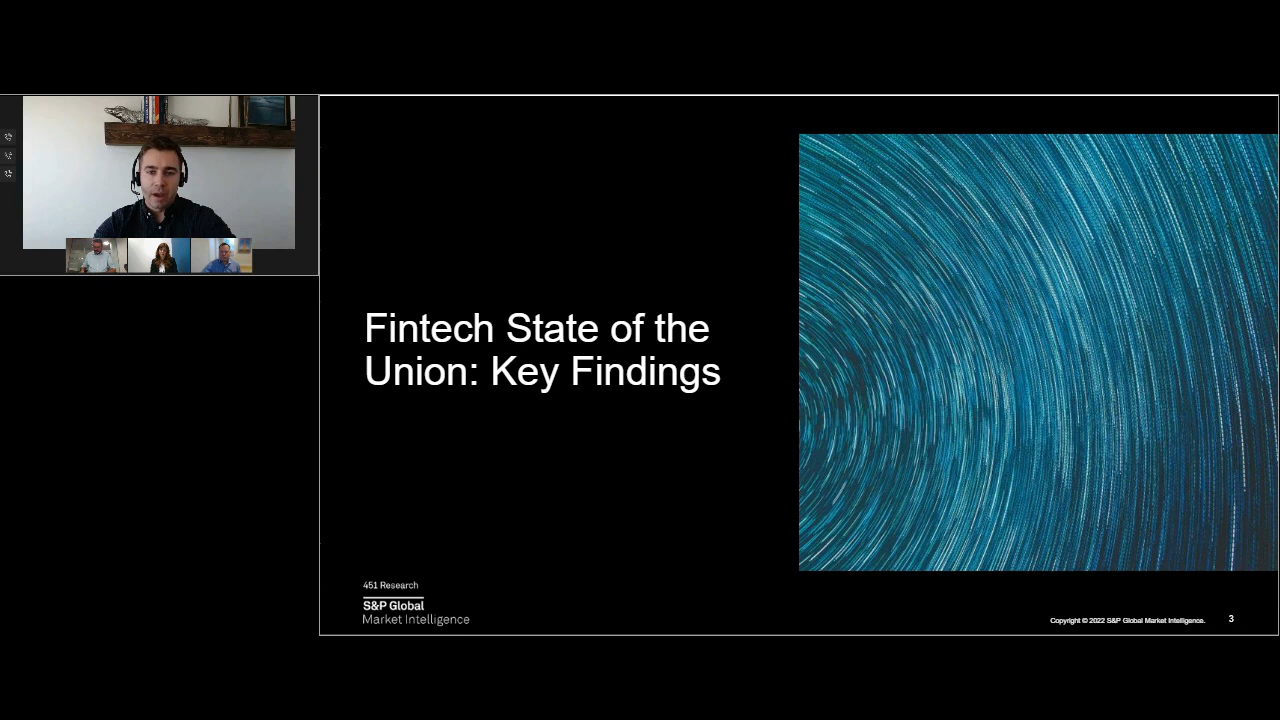 Fintech State of the
Union: Key Findings
451 Research
S&P Global
Market Intelligence
Copyright © 2022 S&P Global Market Intelligence.
3